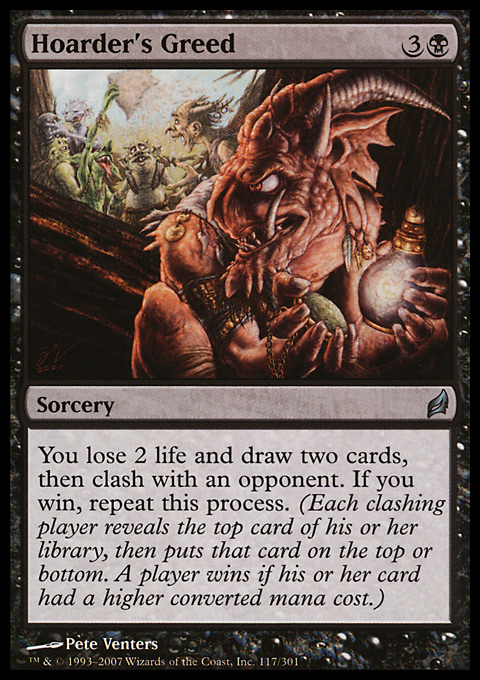 Hoarder's Greed 3
Sorcery
You lose 2 life and draw two cards,
then clash with an opponent. If you
win, repeat this process. (Each clashing
player reveals the top card of his or her
library, then puts that card on the top or
bottom. A player wins if his or her card
had a higher converted mana cost.)
Pete Venters
™ & © 1993–2007 Wizards of the Coast, Inc. 117/301